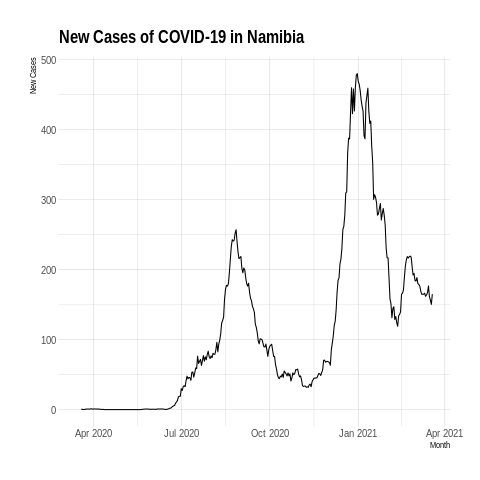 New Cases of COVID-19 in Namibia
New Cases
500
400
300
200
100
0
Apr 2020
Jul 2020
Oct 2020
Jan 2021
Apr 2021
Month